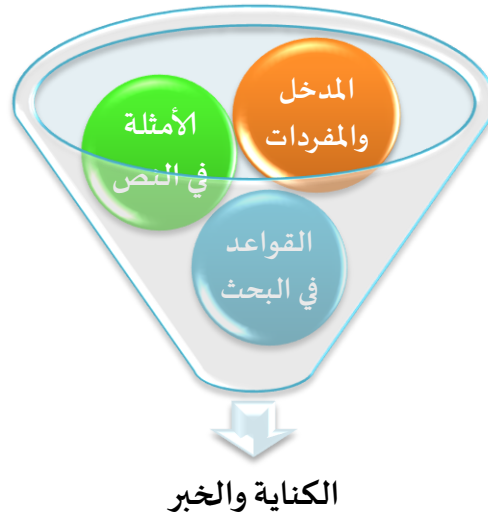 المدخل
والمفردات
الأمثلة
في النص
القواعد
في البحث
الكناية والخبر